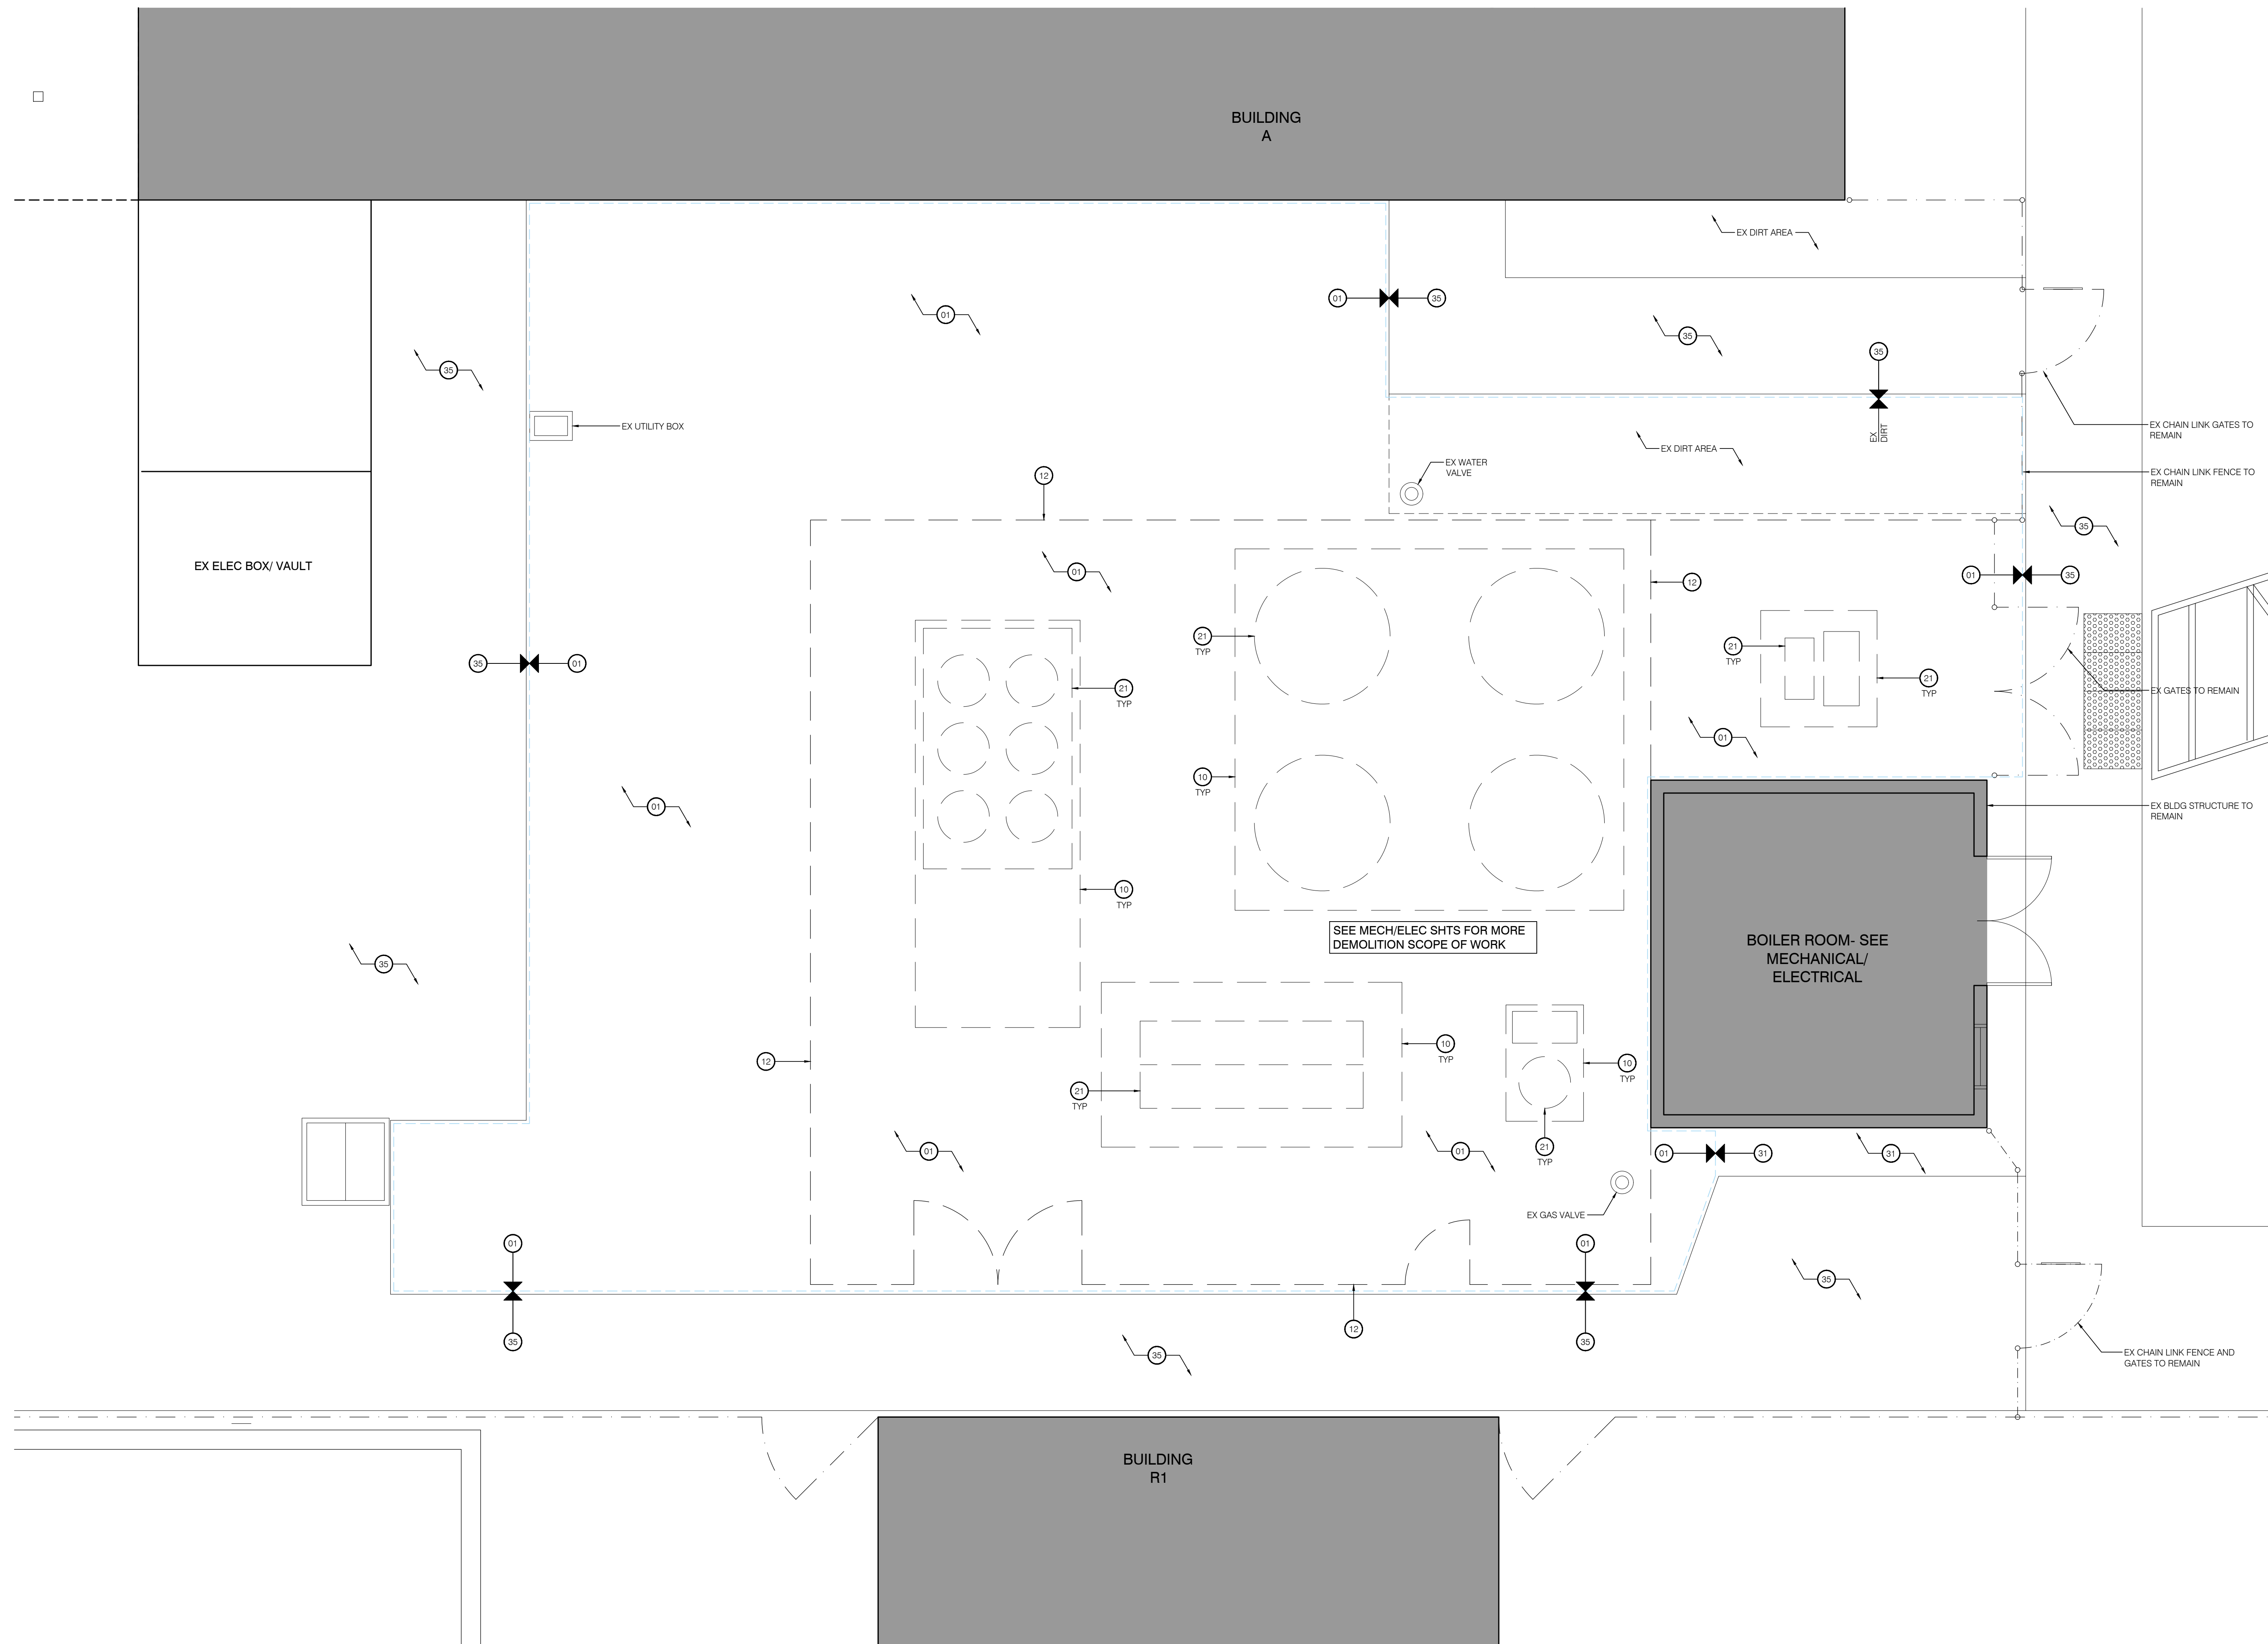 BUILDING
A
EX DIRT AREA
01
35
01
35
35
35
35
EX
DIRT
EX CHAIN LINK GATES TO
REMAIN
EX UTILITY BOX
EX DIRT AREA
EX WATER
VALVE
12
EX CHAIN LINK FENCE TO
REMAIN
35
EX ELEC BOX/ VAULT
01
12
01
35
21
TYP
21
TYP
35
01
21
TYP
21
TYP
EX GATES TO REMAIN
01
10
TYP
01
EX BLDG STRUCTURE TO
REMAIN
10
TYP
SEE MECH/ELEC SHTS FOR MORE
DEMOLITION SCOPE OF WORK
BOILER ROOM- SEE
MECHANICAL/
ELECTRICAL
35
12
10
TYP
10
TYP
21
TYP
21
TYP
01
01
01
31
31
EX GAS VALVE
01
35
01
35
35
12
35
EX CHAIN LINK FENCE AND
GATES TO REMAIN
BUILDING
R1